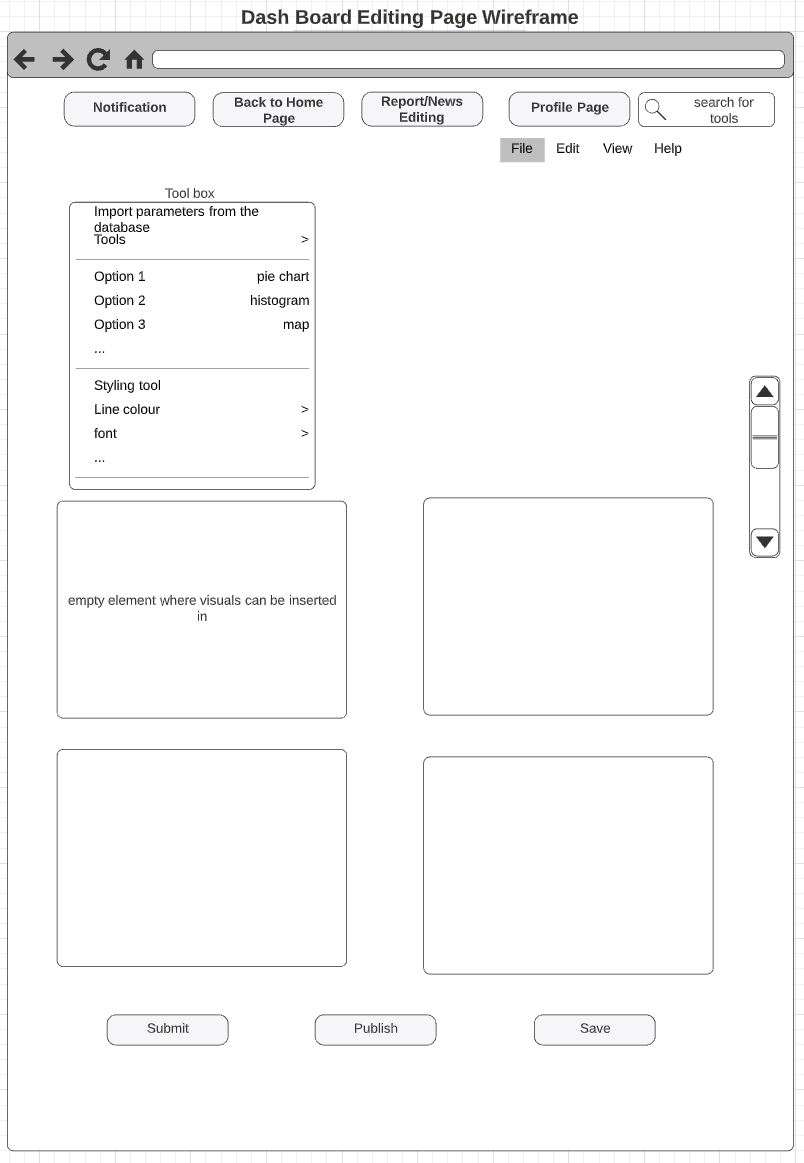 Dash Board Editing Page Wireframe
Notification
Back to Home
Page
Report/News
Editing
Profile Page
search for
tools
File Edit View Help
Tool box
Import parameters from the
database
Tools >
Option 1 pie chart
Option 2 histogram
Option 3 map
...
Styling tool
Line colour >
font >
...
empty element where visuals can be inserted
in
Submit Publish Save